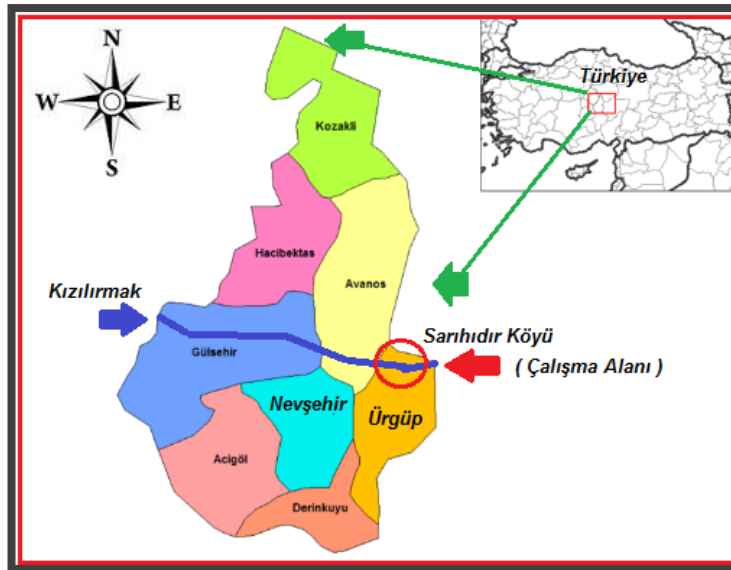 N
W
E
S
Türkiye
Kozakli
Hacibektas
Avanos
Kızılırmak
Sarıhıdır Köyü
( Çalışma Alanı )
Gülsehir
Nevşehir
Ürgüp
Acigöl
Derinkuyu